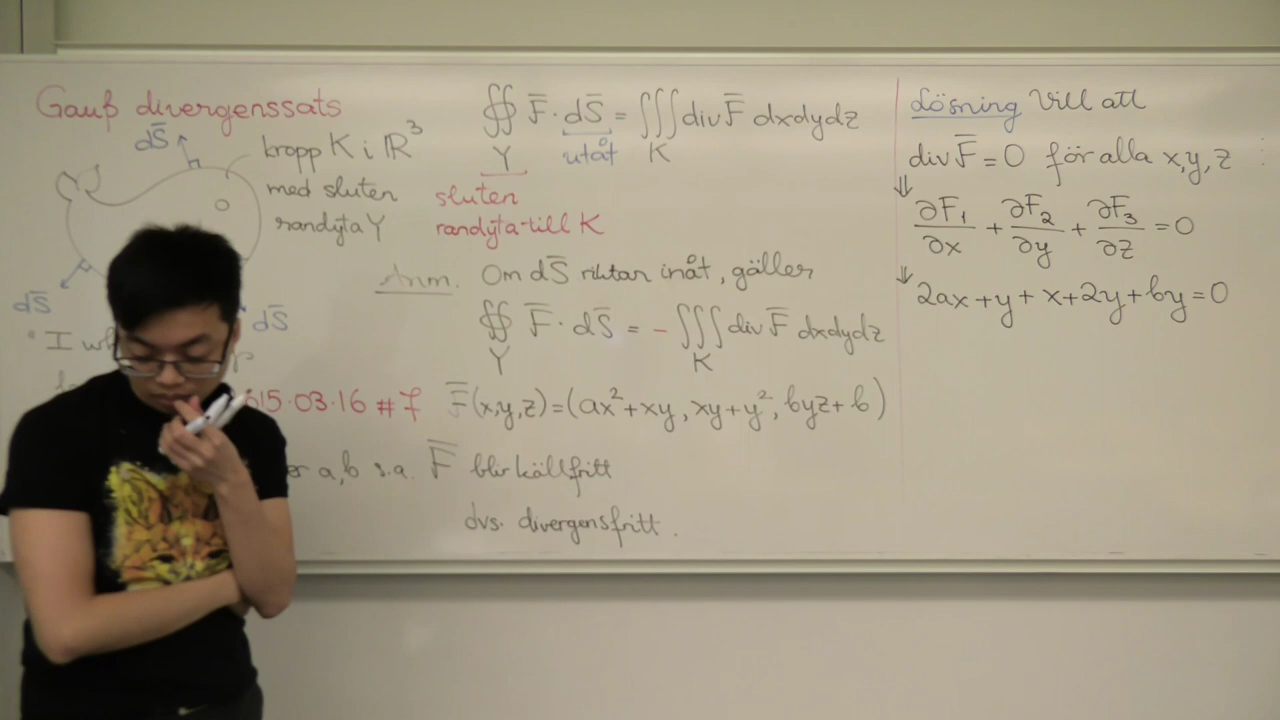 Gauß divergenssats
dS̄
kropp K i ℝ³
med sluten
randyta Y
dS̄
dS̄
"I
∯ F̄ · dS̄ = ∭ div F̄ dxdydz
Y utåt K
sluten
randyta till K
Anm. Om dS̄ riktar inåt, gäller
∯ F̄ · dS̄ = - ∭ div F̄ dxdydz
Y K
15.03.16 #7 F̄(x,y,z)=(ax²+xy, xy+y², byz+b)
a,b s.a. F̄ blir källfritt
dvs. divergensfritt.
Lösning Vill att
div F̄ = 0 för alla x,y,z
⇓ ∂F₁/∂x + ∂F₂/∂y + ∂F₃/∂z = 0
⇓ 2ax+y+x+2y+by=0